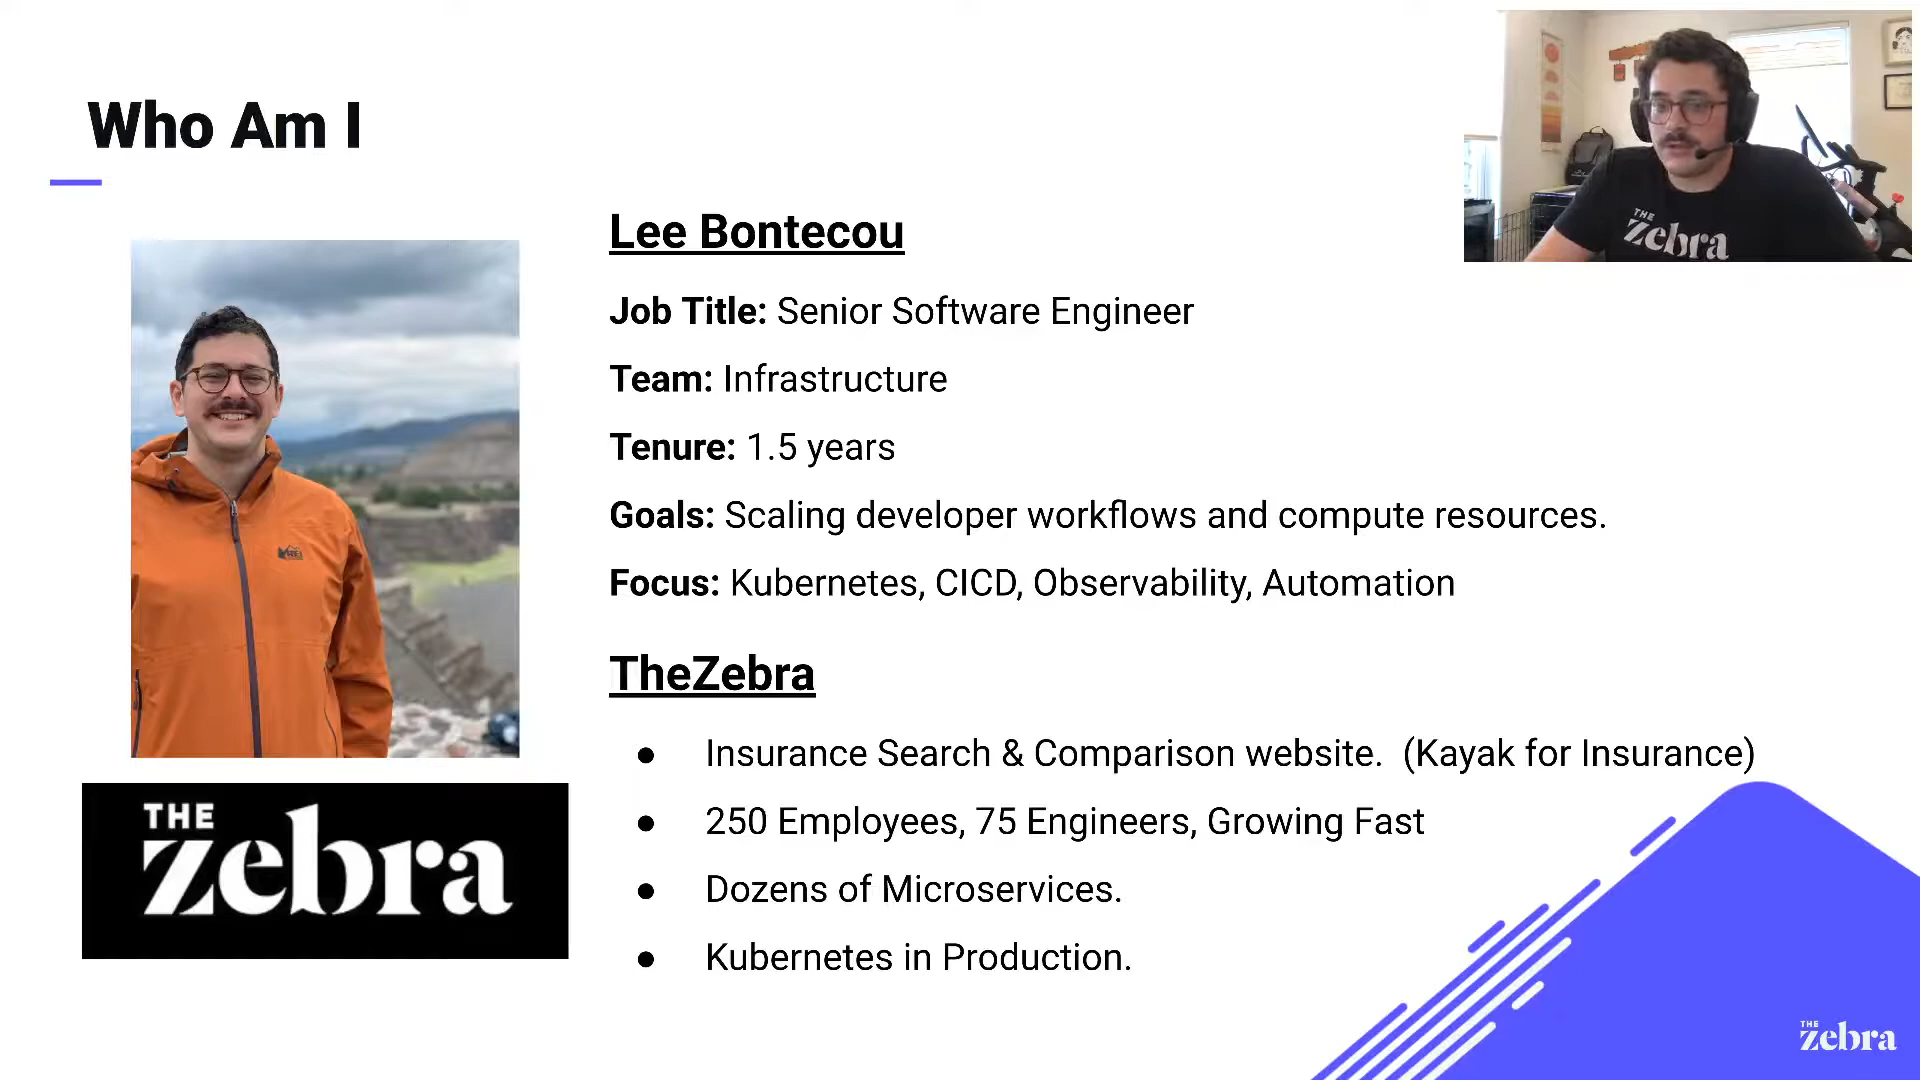 Who Am I
Lee Bontecou
Job Title: Senior Software Engineer
Team: Infrastructure
Tenure: 1.5 years
Goals: Scaling developer workflows and compute resources.
Focus: Kubernetes, CICD, Observability, Automation
TheZebra
● Insurance Search & Comparison website. (Kayak for Insurance)
● 250 Employees, 75 Engineers, Growing Fast
● Dozens of Microservices.
● Kubernetes in Production.
THE
zebra
THE
zebra
THE
zebra